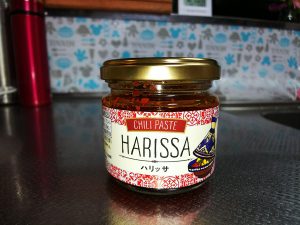 CHILI PASTE
HARISSA
ハリッサ